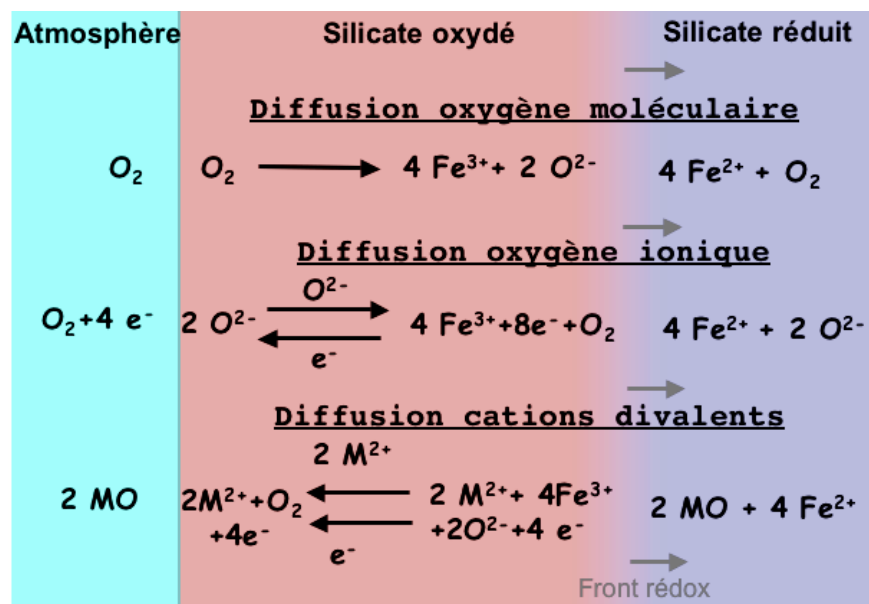 Atmosphère Silicate oxydé Silicate réduit
Diffusion oxygène moléculaire
O₂ O₂ 4 Fe³⁺+ 2 O²⁻ 4 Fe²⁺ + O₂
Diffusion oxygène ionique
O²⁻
O₂+4 e⁻ 2 O²⁻ 4 Fe³⁺+8e⁻+O₂ 4 Fe²⁺ + 2 O²⁻
e⁻
Diffusion cations divalents
2 M²⁺
2 MO 2M²⁺+O₂ 2 M²⁺+ 4Fe³⁺ 2 MO + 4 Fe²⁺
+4e⁻ +2O²⁻+4 e⁻
e⁻
Front rédox